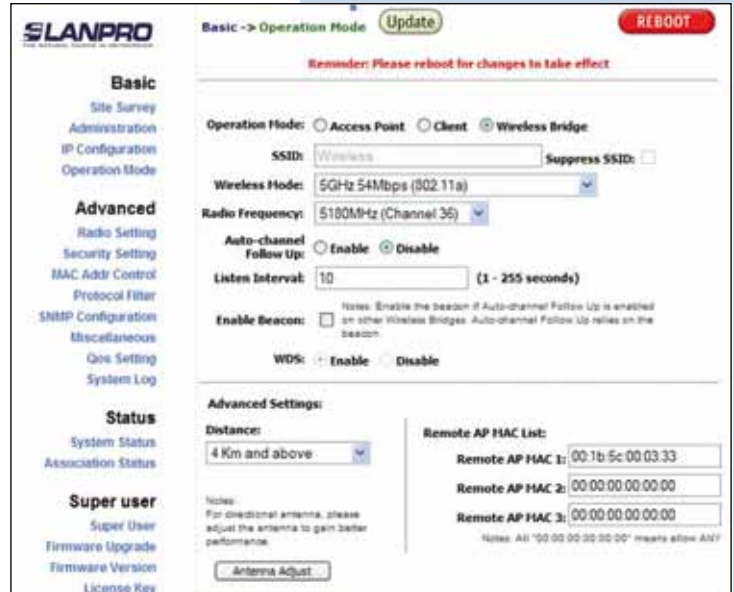 LANPRO
Basic -> Operation Mode
Update
REBOOT
Reminder: Please reboot for changes to take effect
Basic
Site Survey
Administration
IP Configuration
Operation Mode
Advanced
Radio Setting
Security Setting
MAC Addr Control
Protocol Filter
SNMP Configuration
Miscellaneous
Qos Setting
System Log
Status
System Status
Association Status
Super user
Super User
Firmware Upgrade
Firmware Version
License Key
Operation Mode: Access Point Client Wireless Bridge
SSID: Wireless Suppress SSID:
Wireless Mode: 5GHz 54Mbps (802.11a)
Radio Frequency: 5180MHz (Channel 36)
Auto-channel
Follow Up: Enable Disable
Listen Interval: 10 (1 - 255 seconds)
Enable Beacon:
Notes: Enable the beacon if Auto-channel Follow Up is enabled
on other Wireless Bridges. Auto-channel Follow Up relies on the
beacon.
WDS: Enable Disable
Advanced Settings:
Distance:
4 Km and above
Notes:
For directional antenna, please
adjust the antenna to gain better
performance.
Antenna Adjust
Remote AP MAC List:
Remote AP MAC 1: 00:1b:5c:00:03:33
Remote AP MAC 2: 00:00:00:00:00:00
Remote AP MAC 3: 00:00:00:00:00:00
Notes: All "00:00:00:00:00:00" means allow ANY